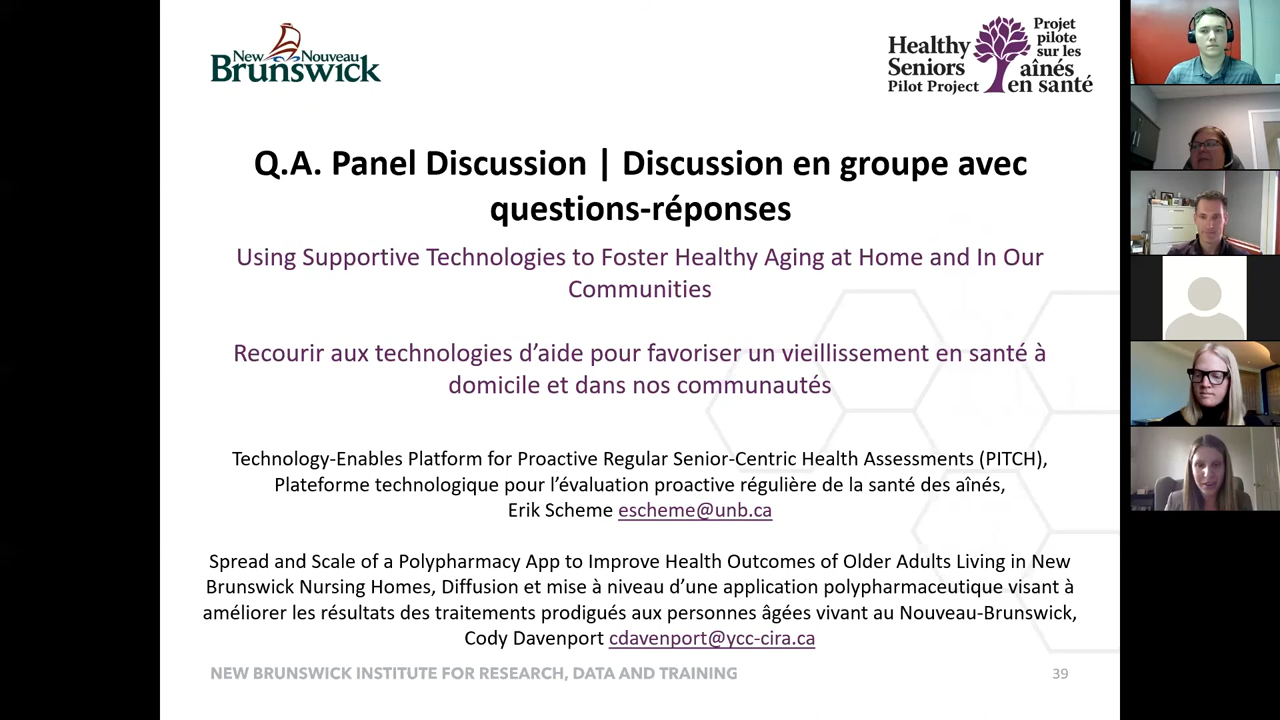 New Nouveau
Brunswick
Healthy
Seniors
Pilot Project
Projet
pilote
sur les
aînés
en santé
Q.A. Panel Discussion | Discussion en groupe avec
questions-réponses
Using Supportive Technologies to Foster Healthy Aging at Home and In Our
Communities
Recourir aux technologies d’aide pour favoriser un vieillissement en santé à
domicile et dans nos communautés
Technology-Enables Platform for Proactive Regular Senior-Centric Health Assessments (PITCH),
Plateforme technologique pour l’évaluation proactive régulière de la santé des aînés,
Erik Scheme escheme@unb.ca
Spread and Scale of a Polypharmacy App to Improve Health Outcomes of Older Adults Living in New
Brunswick Nursing Homes, Diffusion et mise à niveau d’une application polypharmaceutique visant à
améliorer les résultats des traitements prodigués aux personnes âgées vivant au Nouveau-Brunswick,
Cody Davenport cdavenport@ycc-cira.ca
NEW BRUNSWICK INSTITUTE FOR RESEARCH, DATA AND TRAINING
39